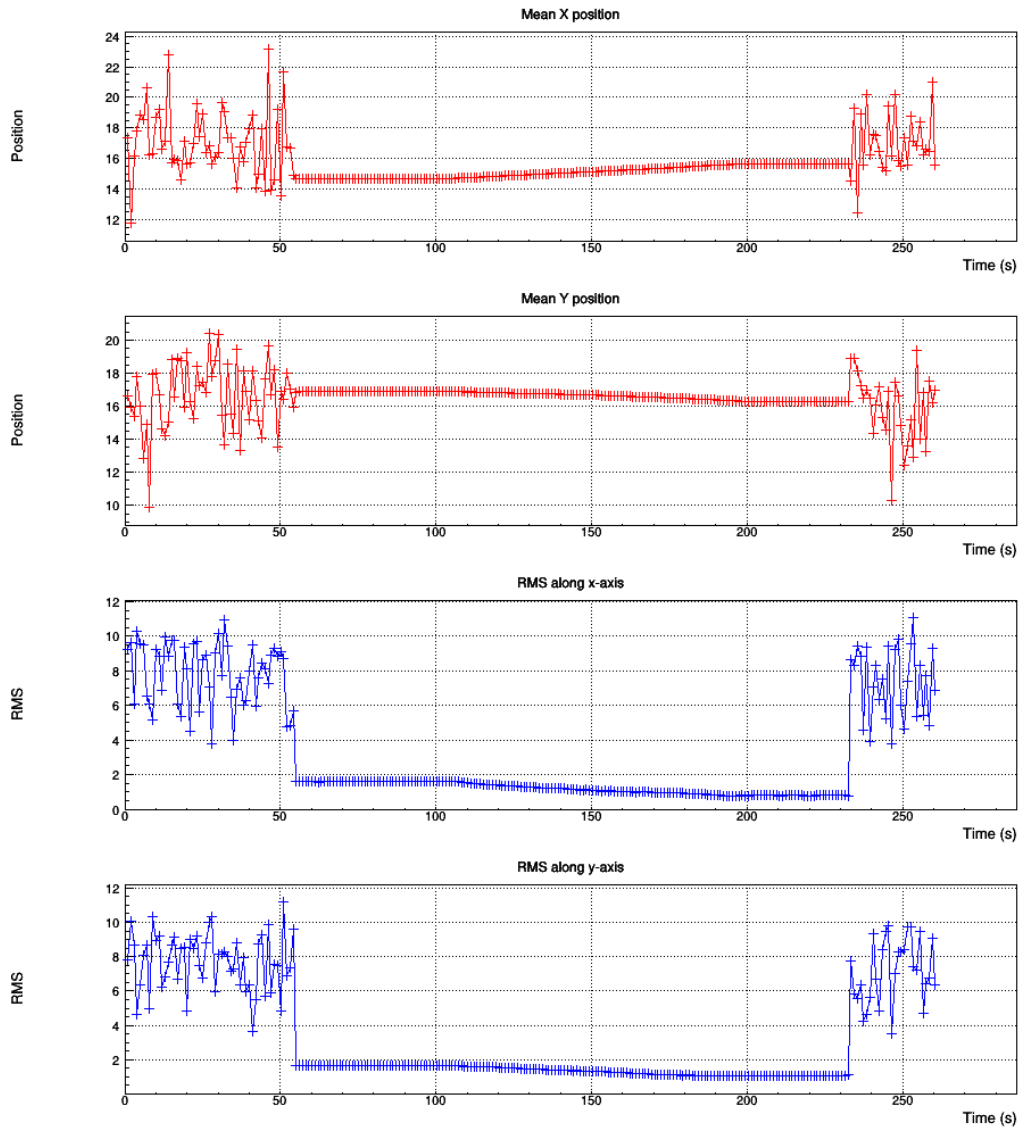 Mean X position
24
22
20
18
16
14
12
Position
0 50 100 150 200 250
Time (s)
Mean Y position
20
18
16
14
12
10
Position
0 50 100 150 200 250
Time (s)
RMS along x-axis
12
10
8
6
4
2
0
RMS
0 50 100 150 200 250
Time (s)
RMS along y-axis
12
10
8
6
4
2
RMS
0 50 100 150 200 250
Time (s)